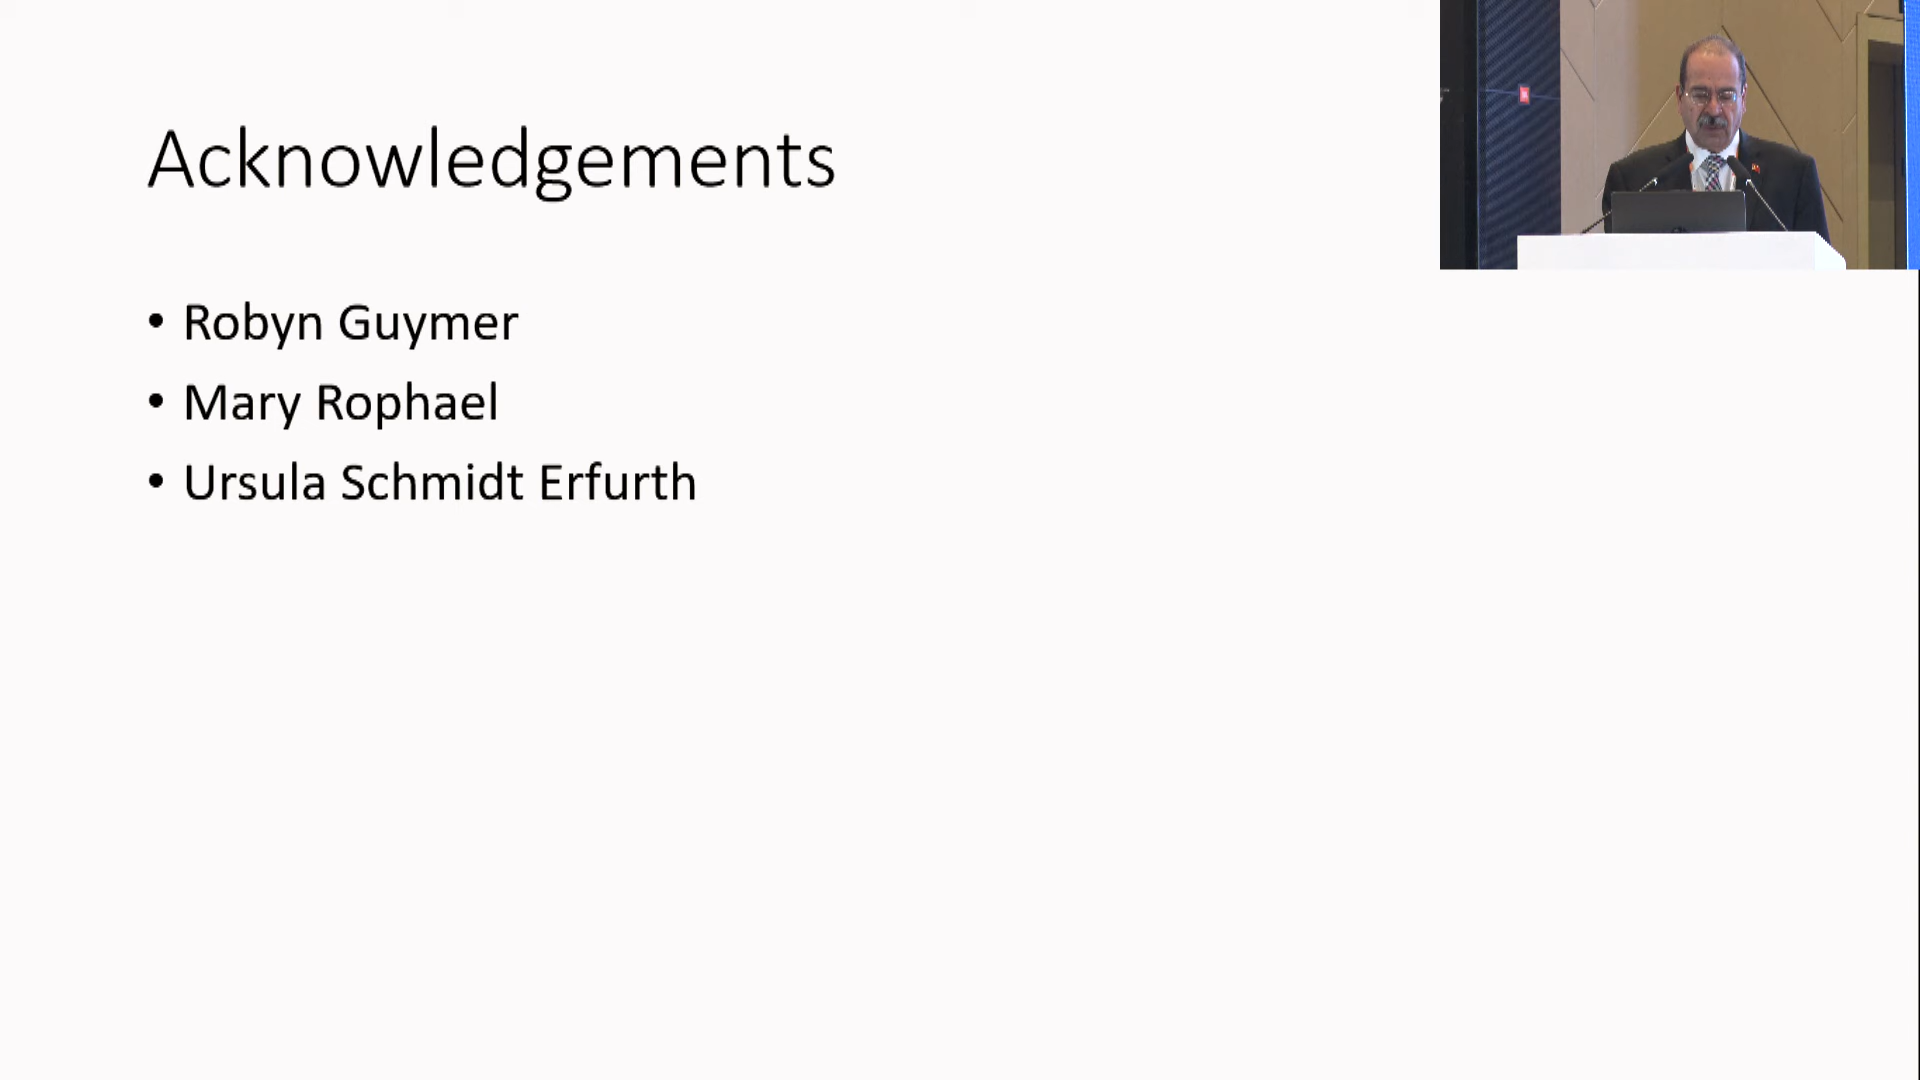 Acknowledgements
• Robyn Guymer
• Mary Rophael
• Ursula Schmidt Erfurth